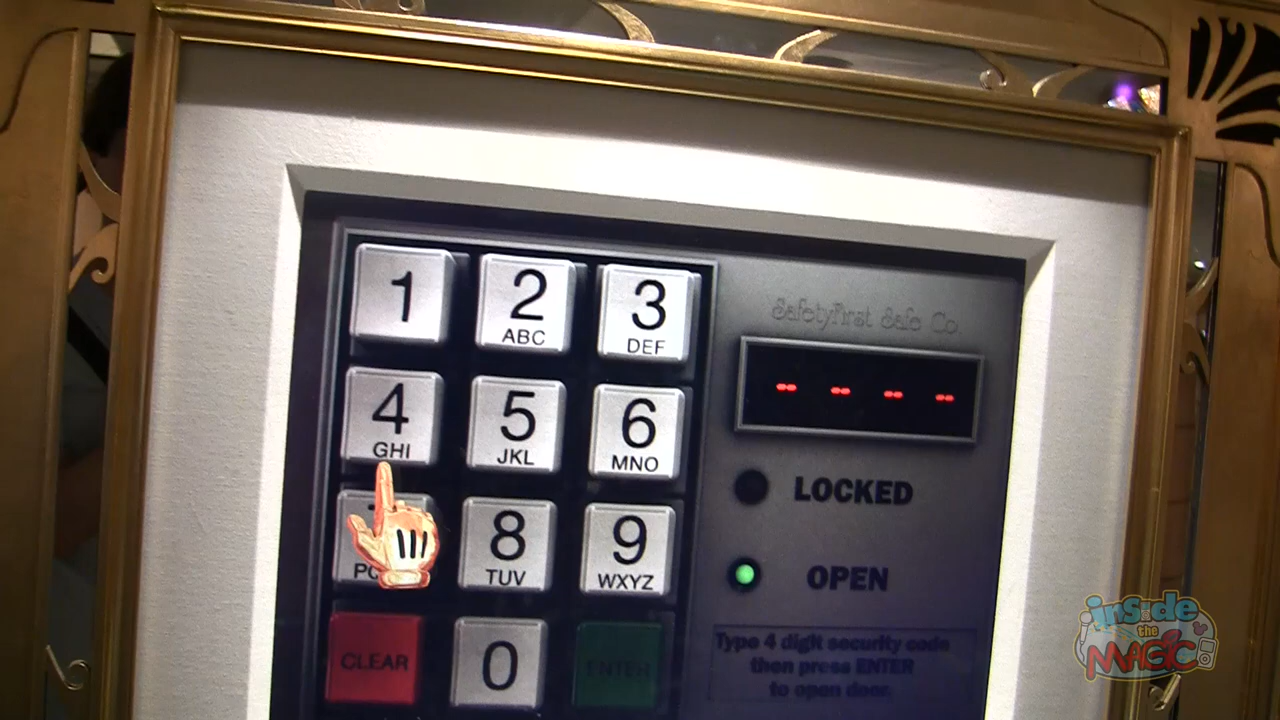 1
2
ABC
3
DEF
SafetyFirst Safe Co.
- - - -
4
GHI
5
JKL
6
MNO
LOCKED
8
TUV
9
WXYZ
OPEN
CLEAR
0
ENTER
Type 4 digit security code
then press ENTER
to open door.
inside
the
MAGIC